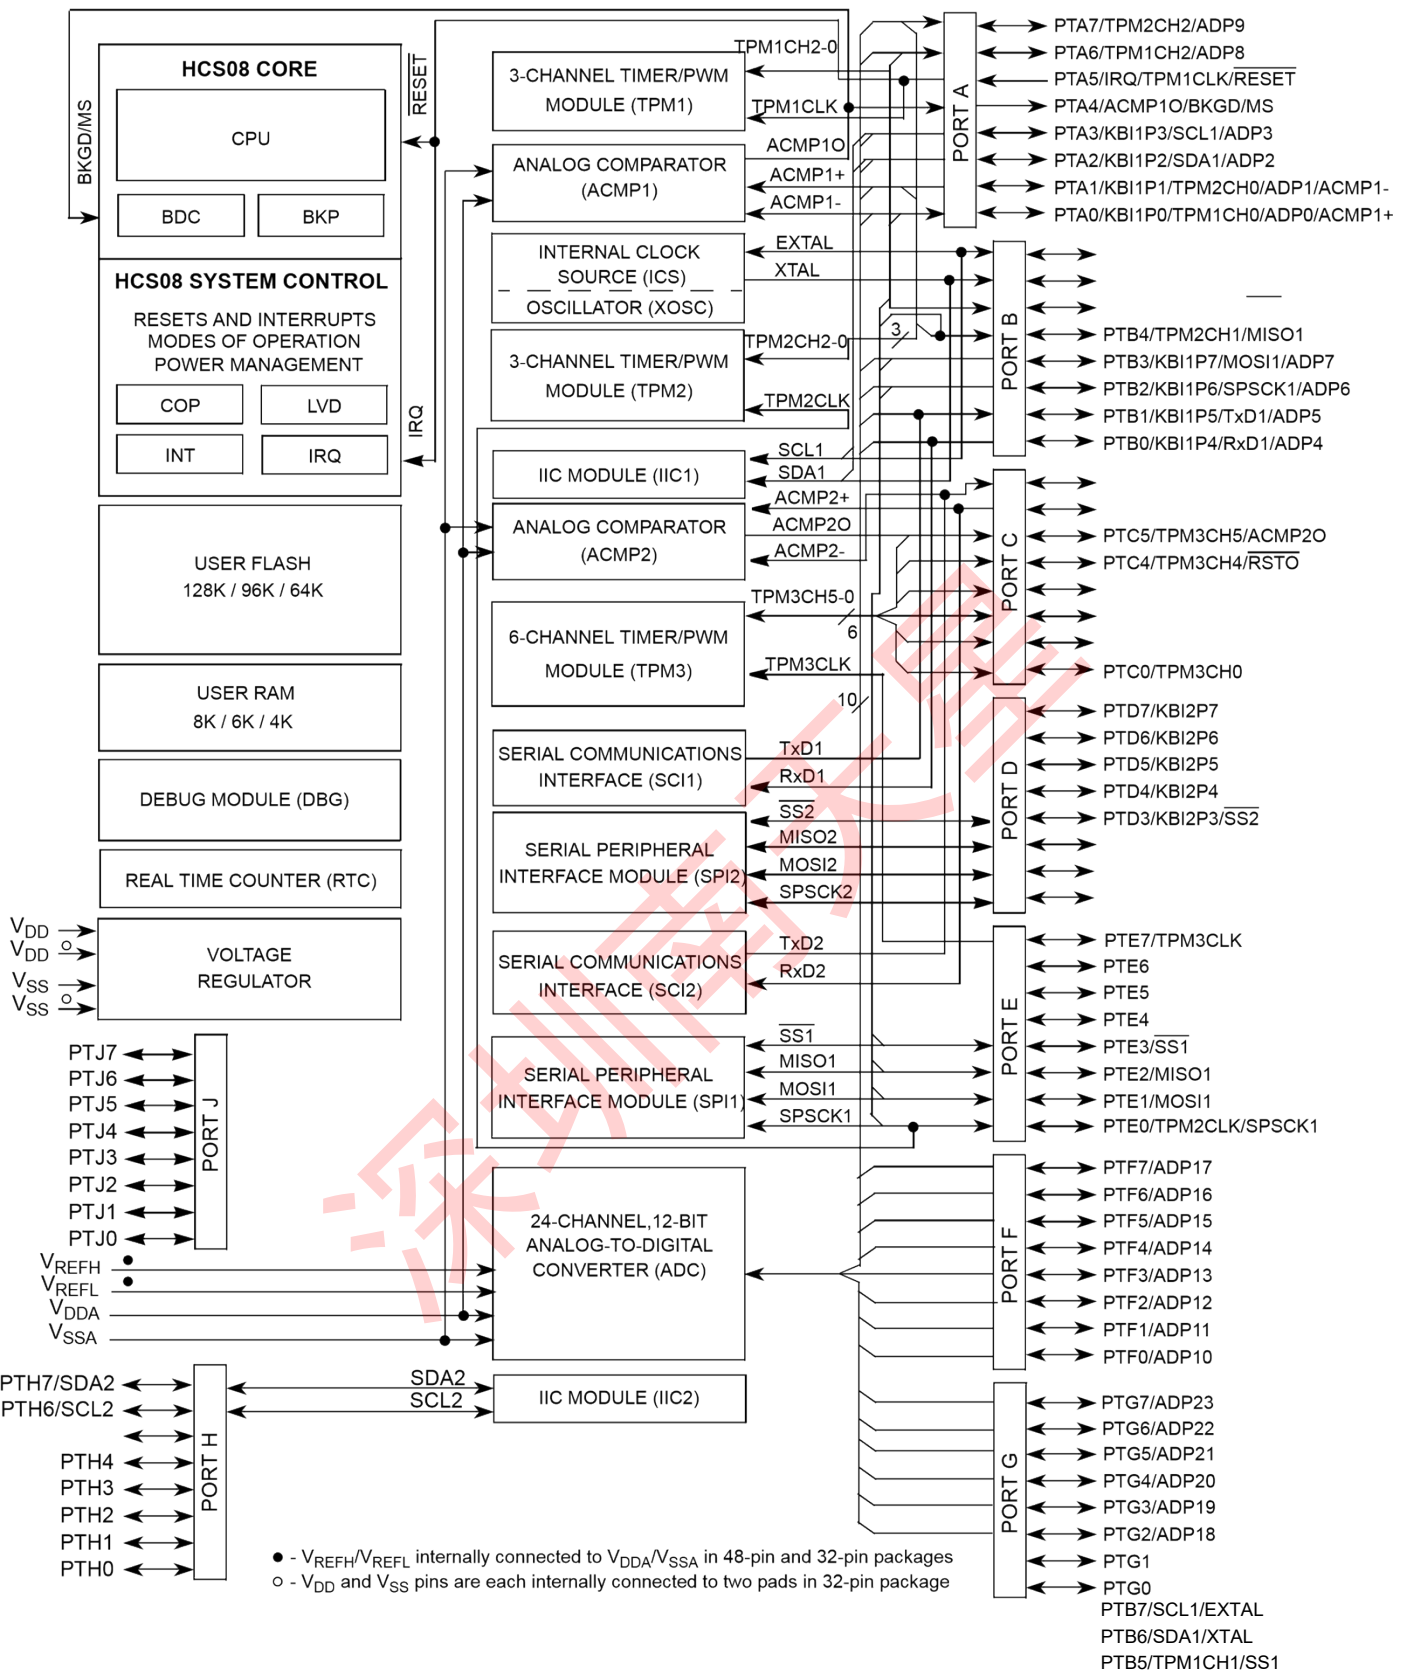 BKGD/MS
HCS08 CORE
CPU
BDC
BKP
RESET
HCS08 SYSTEM CONTROL
RESETS AND INTERRUPTS
MODES OF OPERATION
POWER MANAGEMENT
COP
LVD
INT
IRQ
IRQ
USER FLASH
128K / 96K / 64K
USER RAM
8K / 6K / 4K
DEBUG MODULE (DBG)
REAL TIME COUNTER (RTC)
VDD
VDD
VSS
VSS
VOLTAGE
REGULATOR
PTJ7
PTJ6
PTJ5
PTJ4
PTJ3
PTJ2
PTJ1
PTJ0
PORT J
VREFH
VREFL
VDDA
VSSA
PTH7/SDA2
PTH6/SCL2
PTH4
PTH3
PTH2
PTH1
PTH0
PORT H
SDA2
SCL2
3-CHANNEL TIMER/PWM
MODULE (TPM1)
TPM1CH2-0
TPM1CLK
ANALOG COMPARATOR
(ACMP1)
ACMP1O
ACMP1+
ACMP1-
INTERNAL CLOCK
SOURCE (ICS)
OSCILLATOR (XOSC)
EXTAL
XTAL
3-CHANNEL TIMER/PWM
MODULE (TPM2)
TPM2CH2-0
3
TPM2CLK
IIC MODULE (IIC1)
SCL1
SDA1
ANALOG COMPARATOR
(ACMP2)
ACMP2+
ACMP2O
ACMP2-
6-CHANNEL TIMER/PWM
MODULE (TPM3)
TPM3CH5-0
6
TPM3CLK
10
SERIAL COMMUNICATIONS
INTERFACE (SCI1)
TxD1
RxD1
SERIAL PERIPHERAL
INTERFACE MODULE (SPI2)
SS2
MISO2
MOSI2
SPSCK2
SERIAL COMMUNICATIONS
INTERFACE (SCI2)
TxD2
RxD2
SERIAL PERIPHERAL
INTERFACE MODULE (SPI1)
SS1
MISO1
MOSI1
SPSCK1
24-CHANNEL,12-BIT
ANALOG-TO-DIGITAL
CONVERTER (ADC)
IIC MODULE (IIC2)
PORT A
PTA7/TPM2CH2/ADP9
PTA6/TPM1CH2/ADP8
PTA5/IRQ/TPM1CLK/RESET
PTA4/ACMP1O/BKGD/MS
PTA3/KBI1P3/SCL1/ADP3
PTA2/KBI1P2/SDA1/ADP2
PTA1/KBI1P1/TPM2CH0/ADP1/ACMP1-
PTA0/KBI1P0/TPM1CH0/ADP0/ACMP1+
PORT B
PTB4/TPM2CH1/MISO1
PTB3/KBI1P7/MOSI1/ADP7
PTB2/KBI1P6/SPSCK1/ADP6
PTB1/KBI1P5/TxD1/ADP5
PTB0/KBI1P4/RxD1/ADP4
PORT C
PTC5/TPM3CH5/ACMP2O
PTC4/TPM3CH4/RSTO
PTC0/TPM3CH0
PORT D
PTD7/KBI2P7
PTD6/KBI2P6
PTD5/KBI2P5
PTD4/KBI2P4
PTD3/KBI2P3/SS2
PORT E
PTE7/TPM3CLK
PTE6
PTE5
PTE4
PTE3/SS1
PTE2/MISO1
PTE1/MOSI1
PTE0/TPM2CLK/SPSCK1
PORT F
PTF7/ADP17
PTF6/ADP16
PTF5/ADP15
PTF4/ADP14
PTF3/ADP13
PTF2/ADP12
PTF1/ADP11
PTF0/ADP10
PORT G
PTG7/ADP23
PTG6/ADP22
PTG5/ADP21
PTG4/ADP20
PTG3/ADP19
PTG2/ADP18
PTG1
PTG0
PTB7/SCL1/EXTAL
PTB6/SDA1/XTAL
PTB5/TPM1CH1/SS1
● - VREFH/VREFL internally connected to VDDA/VSSA in 48-pin and 32-pin packages
○ - VDD and VSS pins are each internally connected to two pads in 32-pin package
深圳南天星